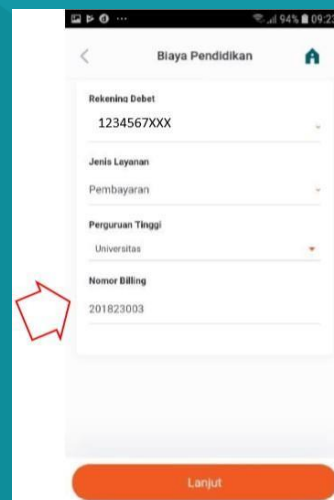 94% 09:23
Biaya Pendidikan
Rekening Debet
1234567XXX
Jenis Layanan
Pembayaran
Perguruan Tinggi
Universitas
Nomor Billing
201823003
Lanjut